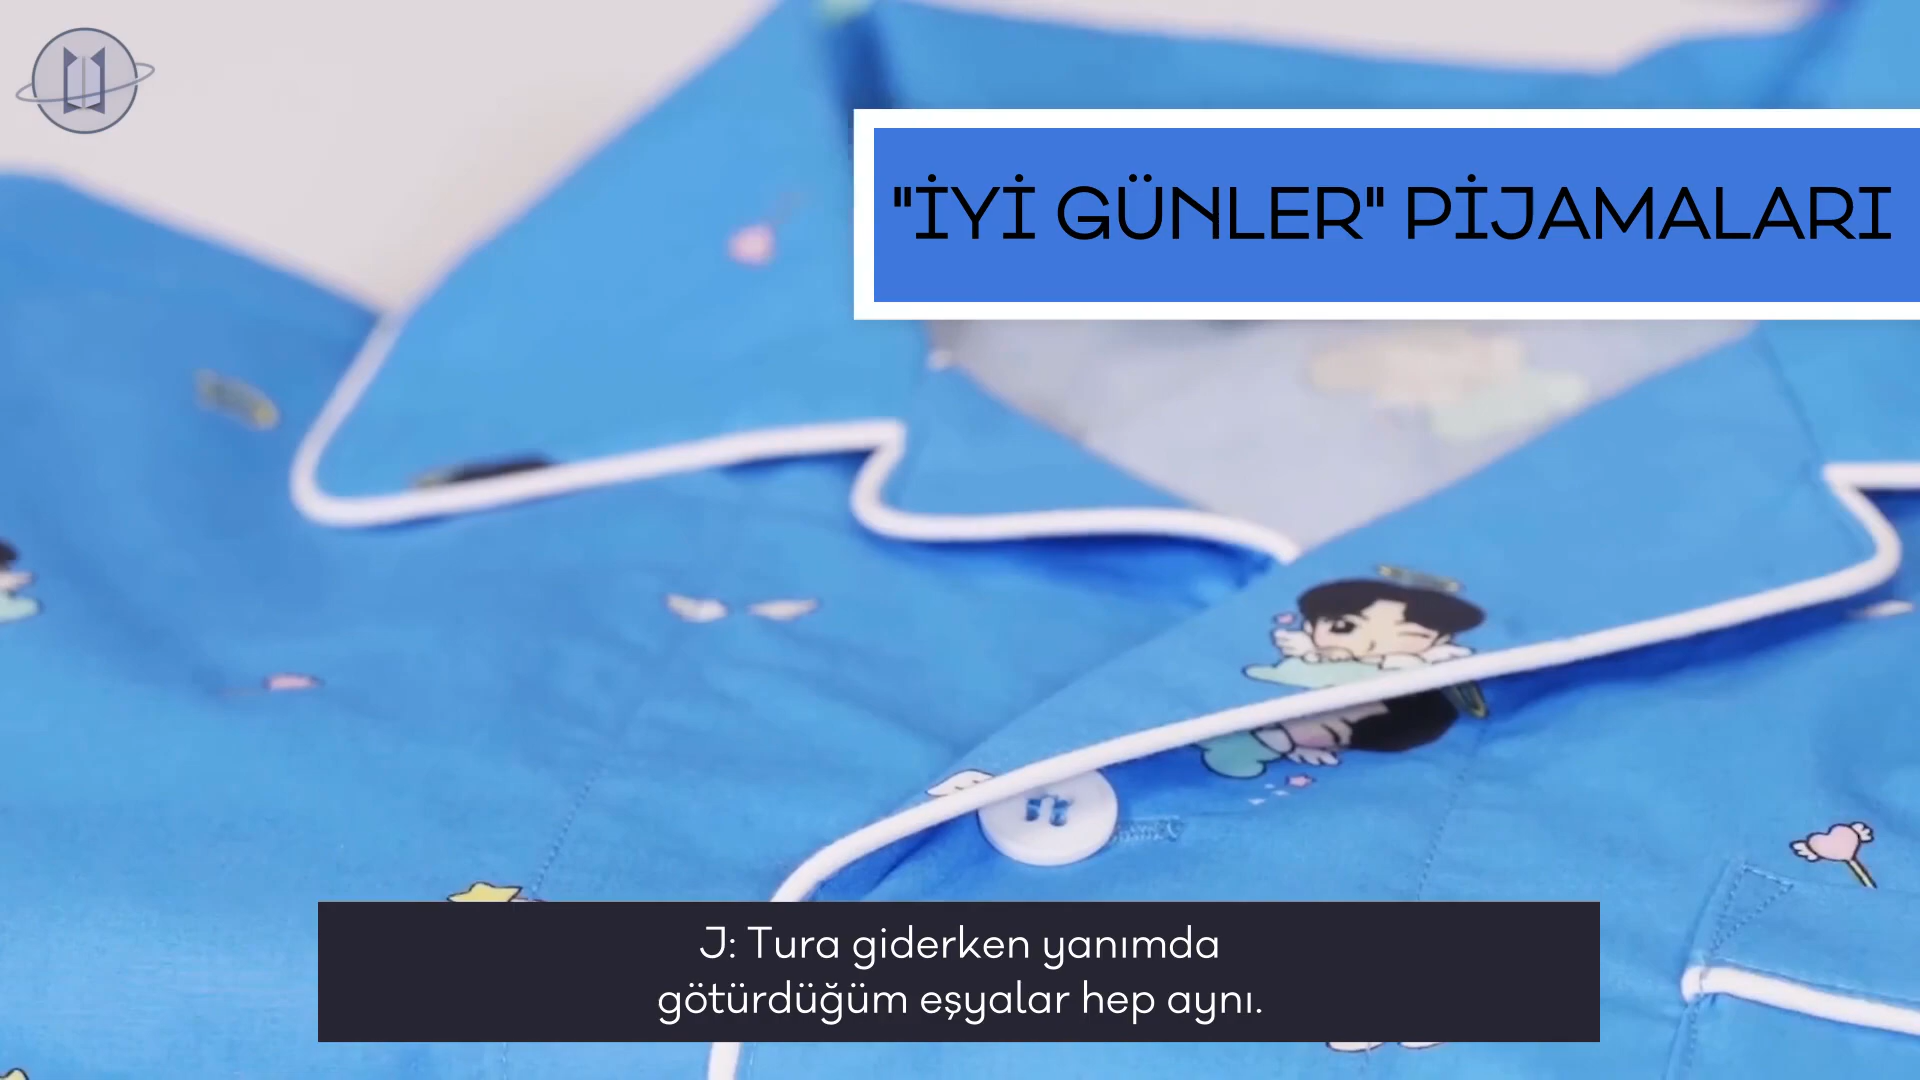 "İYİ GÜNLER" PİJAMALARI
J: Tura giderken yanımda
götürdüğüm eşyalar hep aynı.